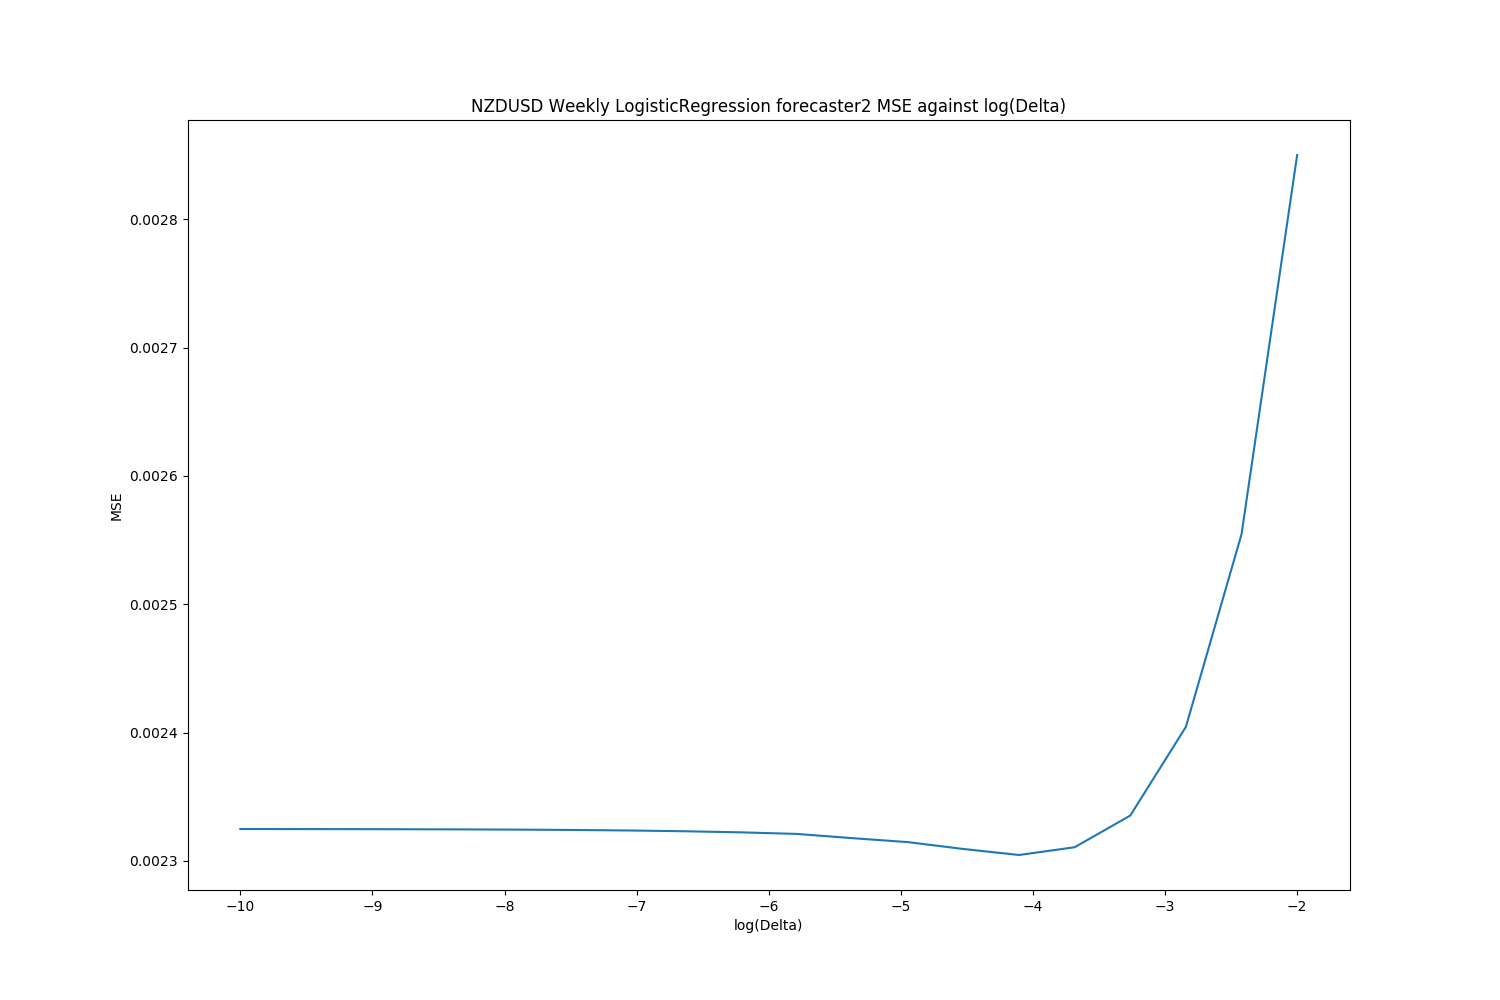 NZDUSD Weekly LogisticRegression forecaster2 MSE against log(Delta)
0.0028
0.0027
0.0026
0.0025
0.0024
0.0023
MSE
−10 −9 −8 −7 −6 −5 −4 −3 −2
log(Delta)